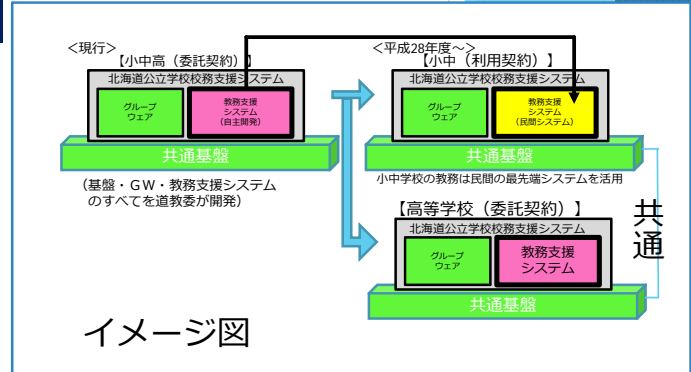 <現行>
【小中高（委託契約）】
北海道公立学校校務支援システム
グループ
ウェア
教務支援
システム
（自主開発）
共通基盤
（基盤・ＧＷ・教務支援システム
のすべてを道教委が開発）
<平成28年度～>
【小中（利用契約）】
北海道公立学校校務支援システム
グループ
ウェア
教務支援
システム
（民間システム）
共通基盤
小中学校の教務は民間の最先端システムを活用
【高等学校（委託契約）】
北海道公立学校校務支援システム
グループ
ウェア
教務支援
システム
共通基盤
共通
イメージ図